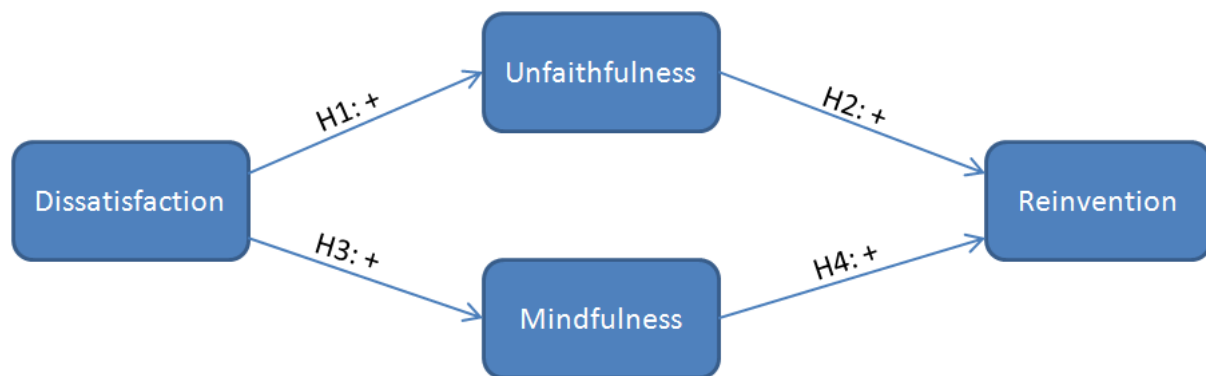 Unfaithfulness
H1: +
H2: +
Dissatisfaction
Reinvention
H3: +
H4: +
Mindfulness